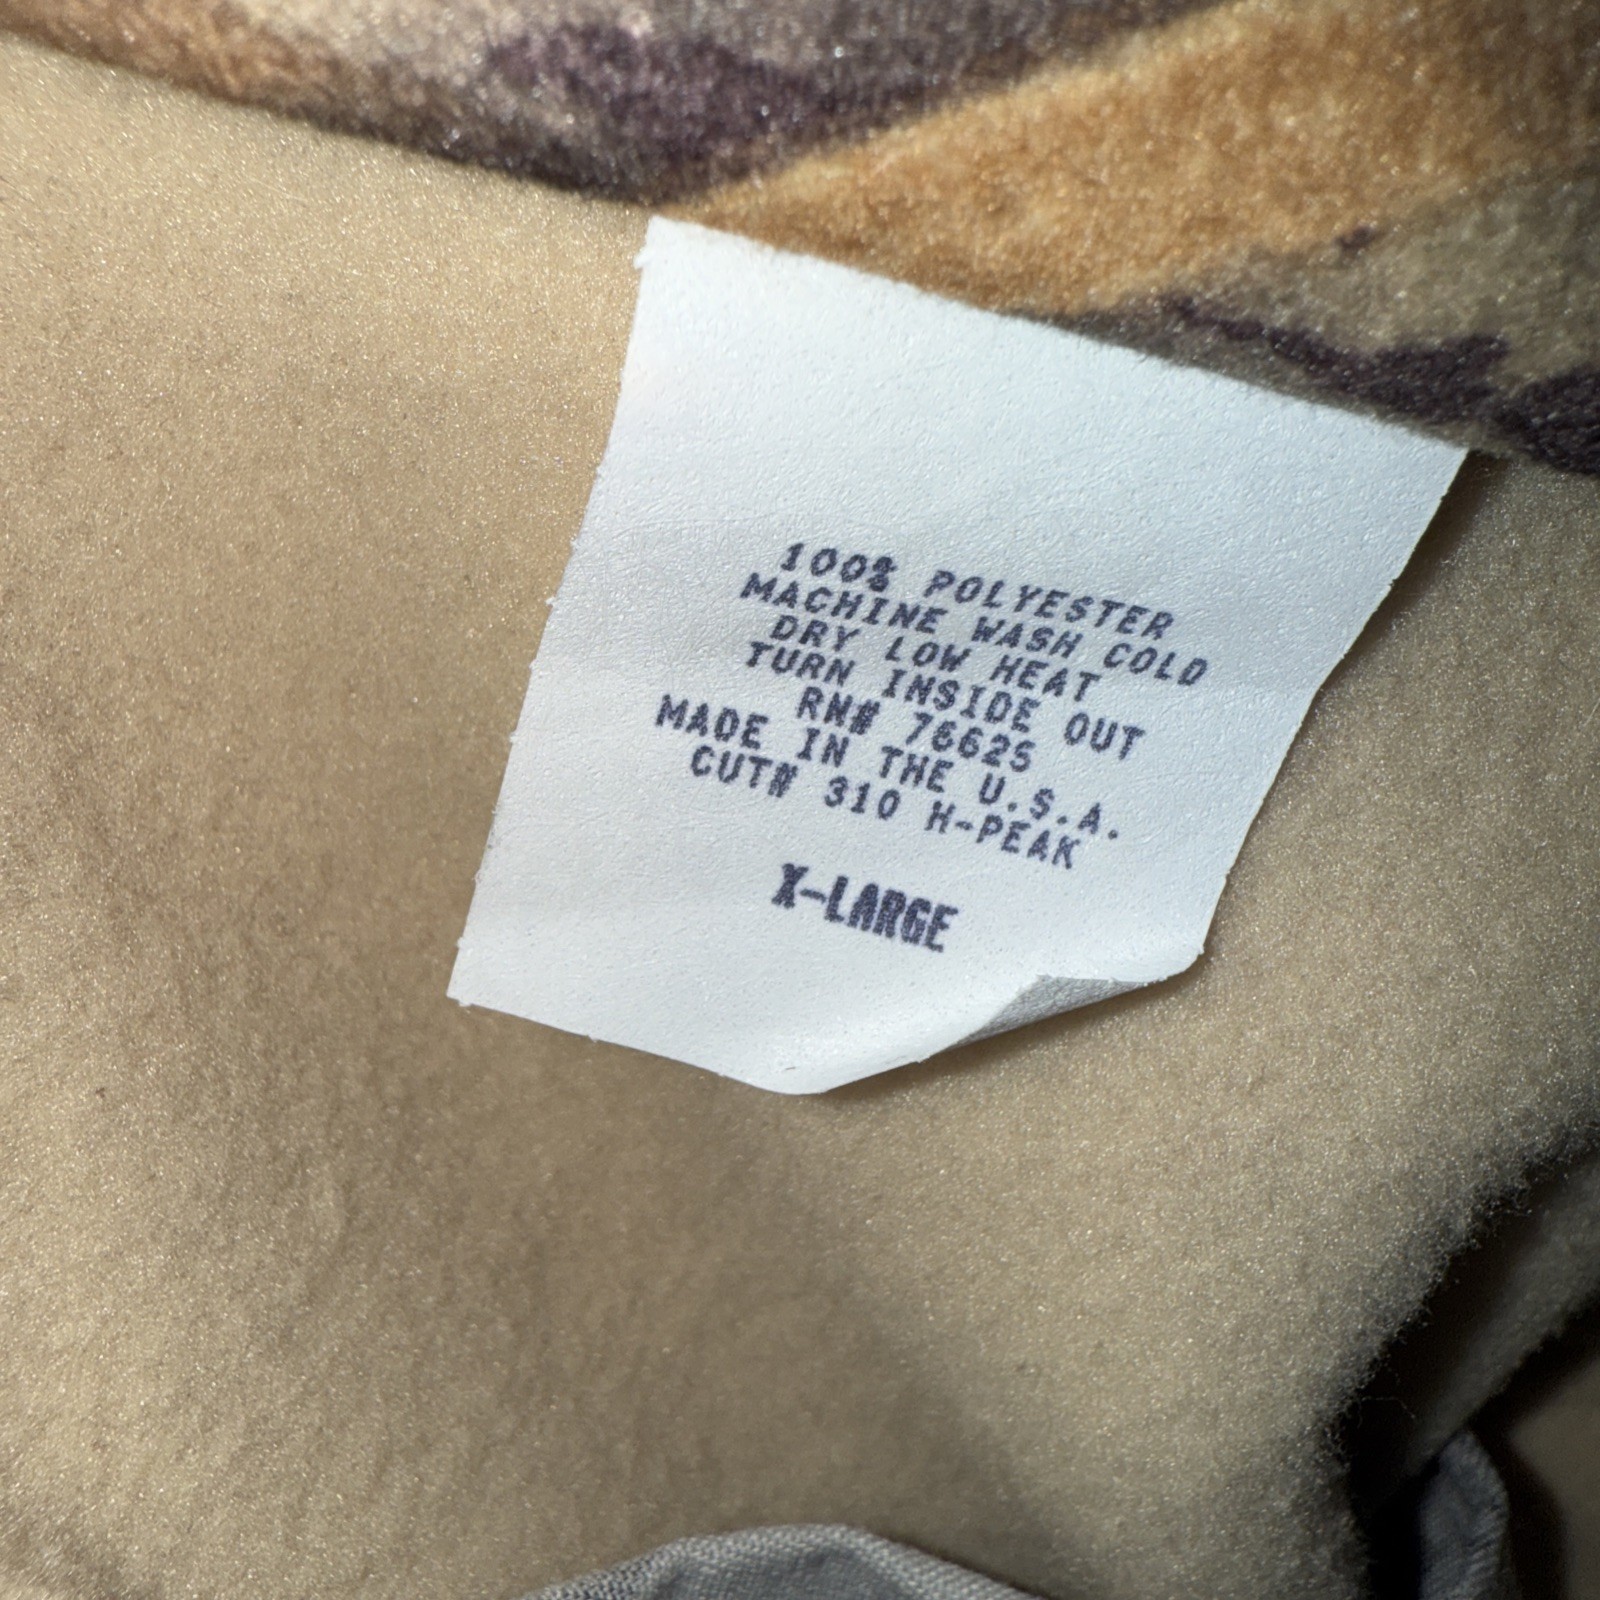 100% POLYESTER
MACHINE WASH COLD
DRY LOW HEAT
TURN INSIDE OUT
RN# 76625
MADE IN THE U.S.A.
CUT# 310 H-PEAK
X-LARGE